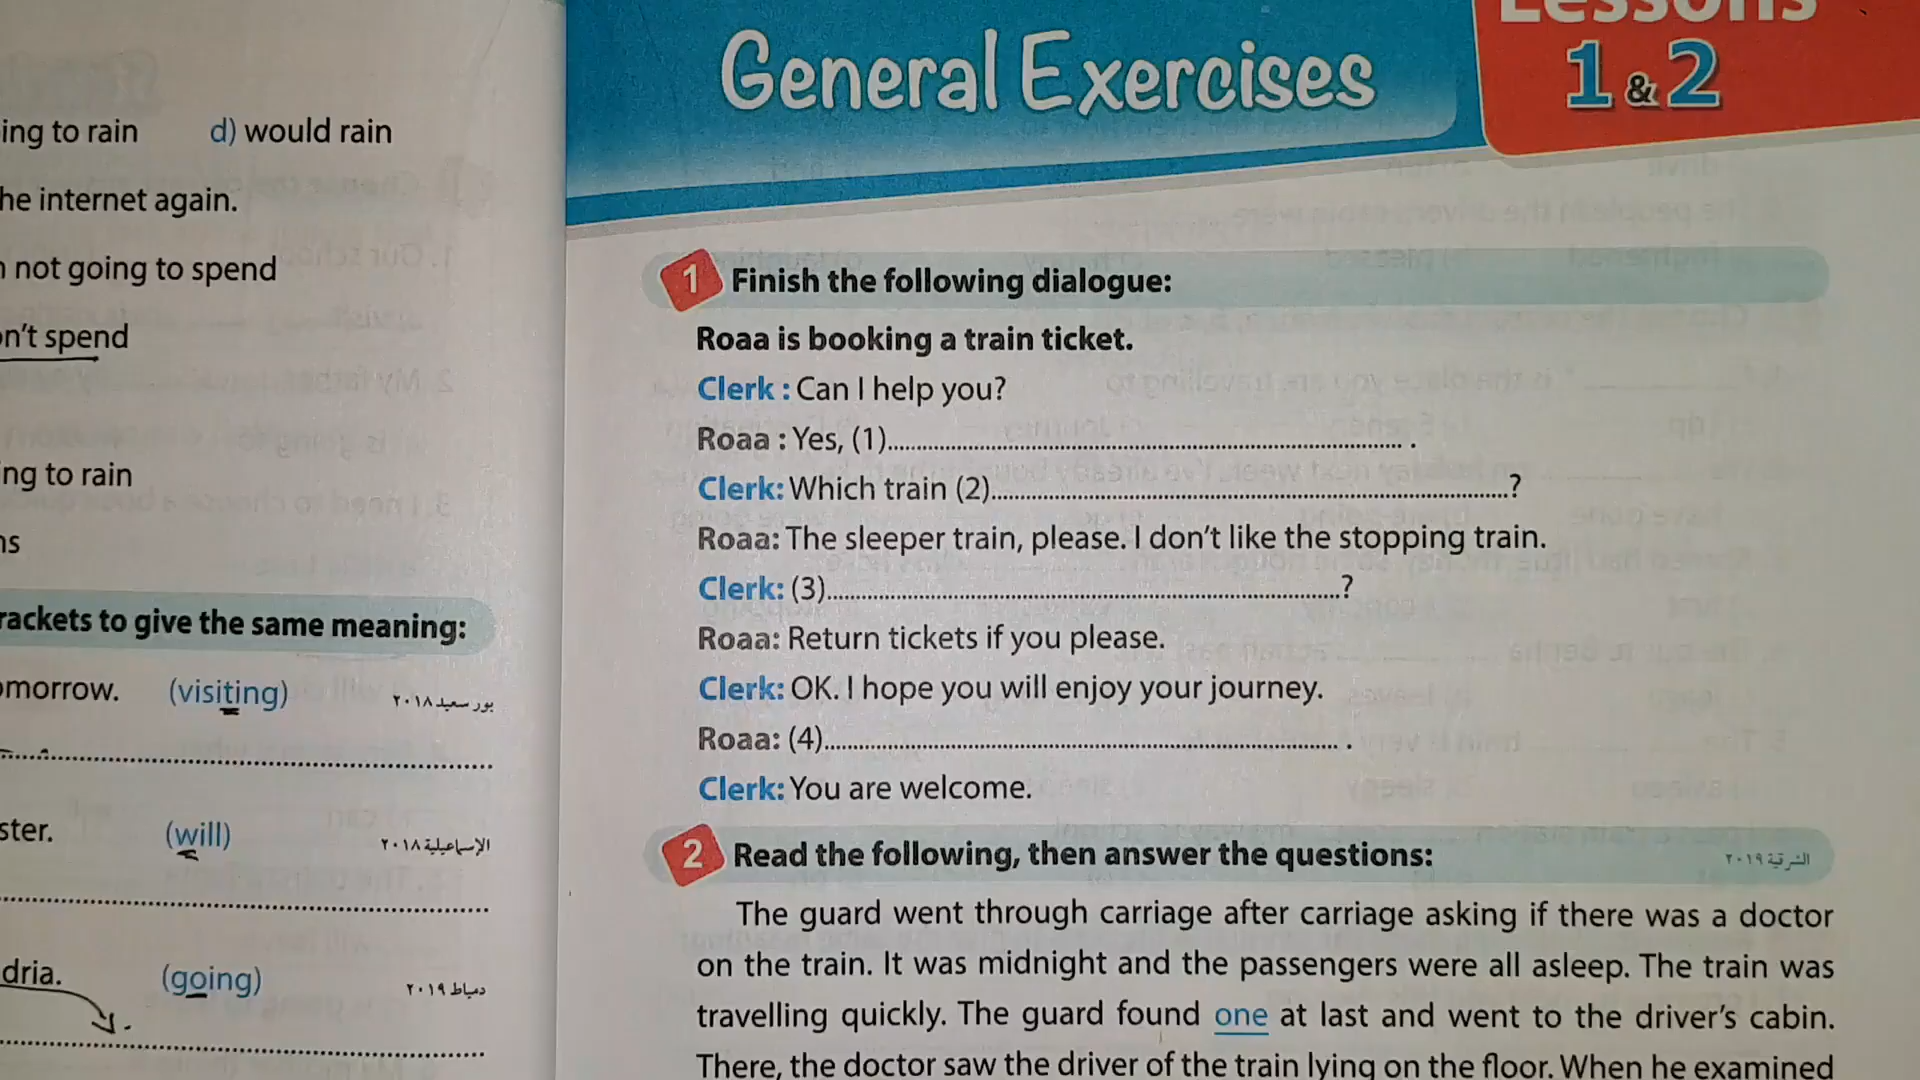 ing to rain d) would rain
he internet again.
not going to spend
n't spend
ng to rain
ns
rackets to give the same meaning:
omorrow. (visiting) بور سعيد ٢٠١٨
ster. (will) الإسماعيلية ٢٠١٨
dria. (going) دمياط ٢٠١٩
Lessons
1 & 2
General Exercises
1 Finish the following dialogue:
Roaa is booking a train ticket.
Clerk : Can I help you?
Roaa : Yes, (1)........................ .
Clerk: Which train (2)........................?
Roaa: The sleeper train, please. I don't like the stopping train.
Clerk: (3)........................?
Roaa: Return tickets if you please.
Clerk: OK. I hope you will enjoy your journey.
Roaa: (4)........................ .
Clerk: You are welcome.
2 Read the following, then answer the questions: الشرقية ٢٠١٩
The guard went through carriage after carriage asking if there was a doctor
on the train. It was midnight and the passengers were all asleep. The train was
travelling quickly. The guard found one at last and went to the driver's cabin.
There, the doctor saw the driver of the train lying on the floor. When he examined